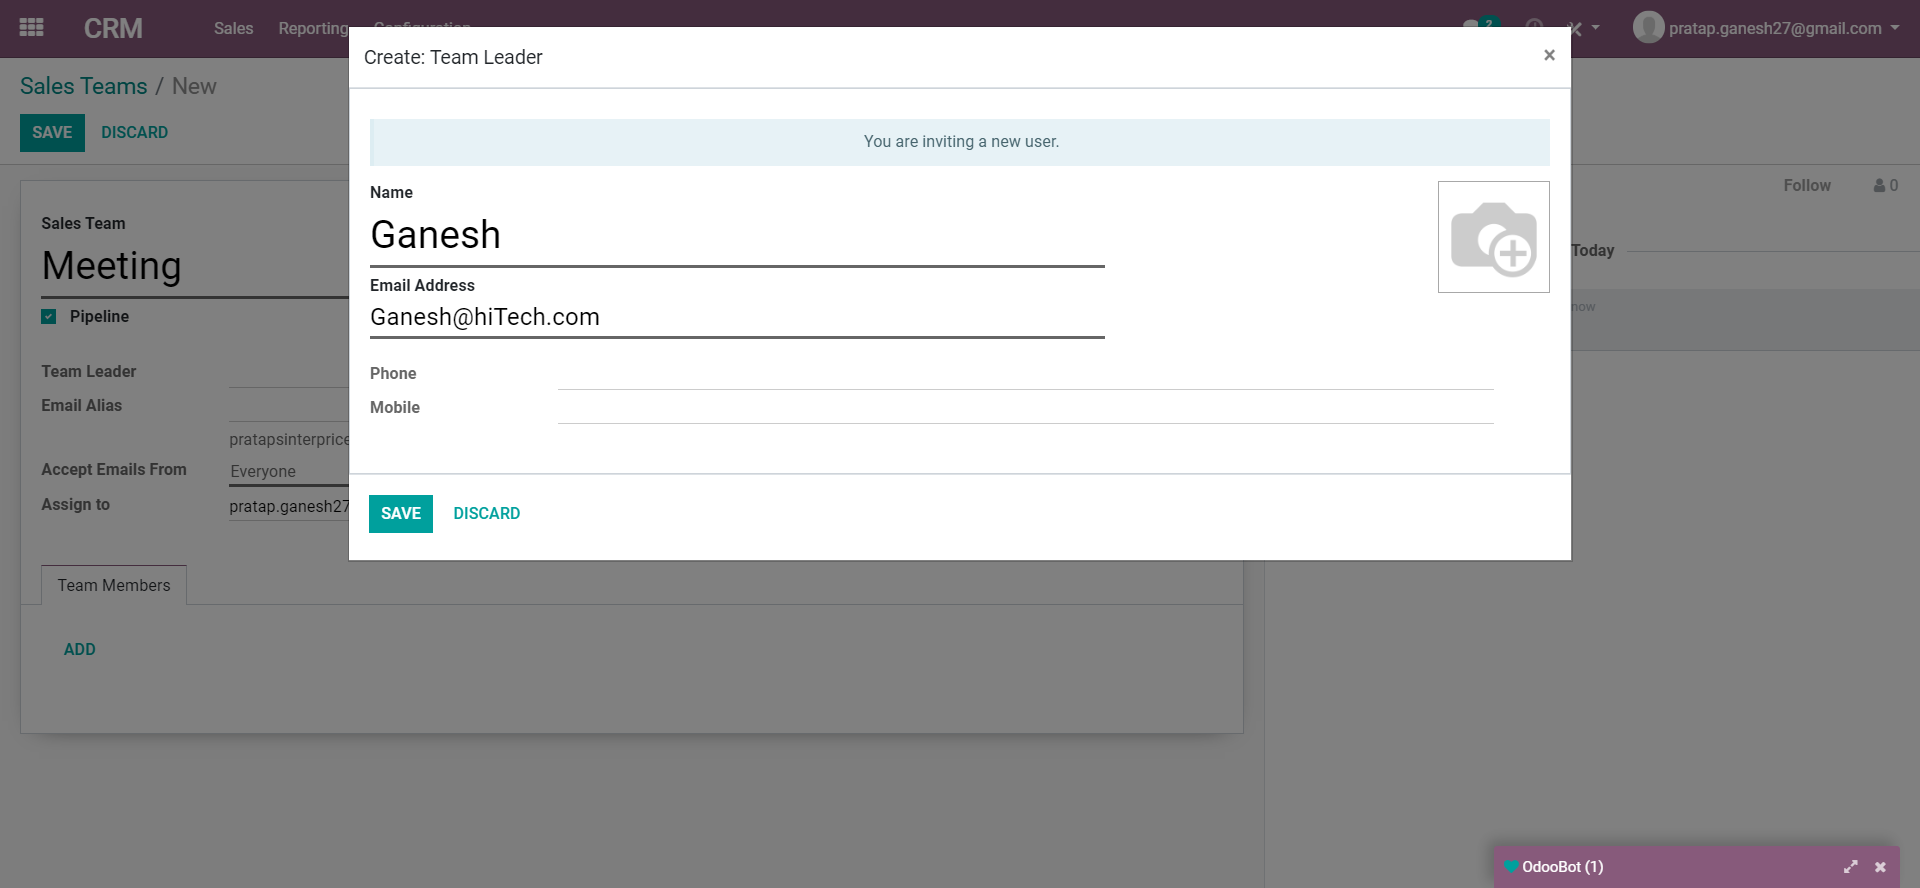 CRM
Sales Reporting
2
pratap.ganesh27@gmail.com
Create: Team Leader
×
Sales Teams / New
SAVE DISCARD
You are inviting a new user.
Name
Ganesh
Email Address
Ganesh@hiTech.com
Phone
Mobile
SAVE DISCARD
Follow 0
Today
now
Sales Team
Meeting
Pipeline
Team Leader
Email Alias
pratapsinterprice
Accept Emails From Everyone
Assign to pratap.ganesh27
Team Members
ADD
OdooBot (1)